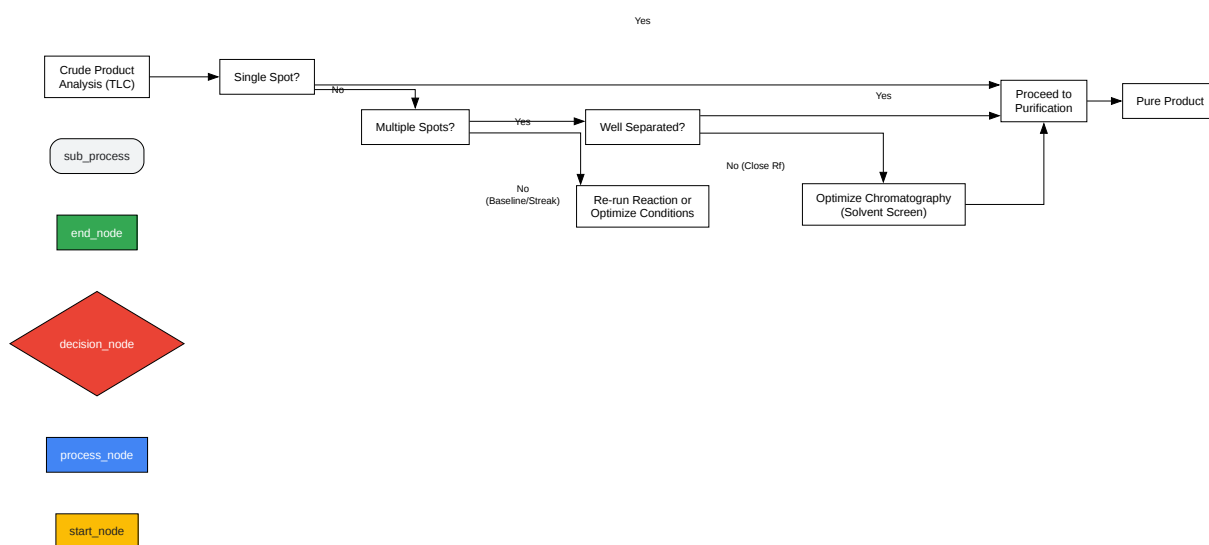 Yes
Crude Product
Analysis (TLC)
Single Spot?
No
Multiple Spots?
Yes
Well Separated?
Yes
Proceed to
Purification
Pure Product
No (Close Rf)
No
(Baseline/Streak)
Re-run Reaction or
Optimize Conditions
Optimize Chromatography
(Solvent Screen)
sub_process
end_node
decision_node
process_node
start_node